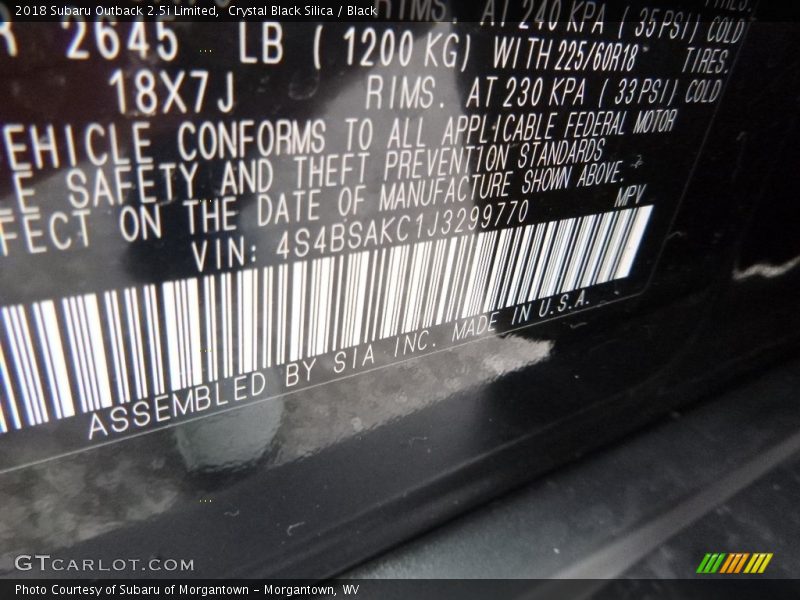 2018 Subaru Outback 2.5i Limited,  Crystal Black Silica / Black
RIMS. AT 240 KPA ( 35 PSI) COLD
2645 LB ( 1200 KG) WITH 225/60R18 TIRES.
18X7J RIMS. AT 230 KPA ( 33 PSI) COLD
EHICLE CONFORMS TO ALL APPLICABLE FEDERAL MOTOR
LE SAFETY AND THEFT PREVENTION STANDARDS
FECT ON THE DATE OF MANUFACTURE SHOWN ABOVE.
VIN: 4S4BSAKC1J3299770 MPV
ASSEMBLED BY SIA INC. MADE IN U.S.A.
GTCARLOT.COM
Photo Courtesy of Subaru of Morgantown – Morgantown, WV